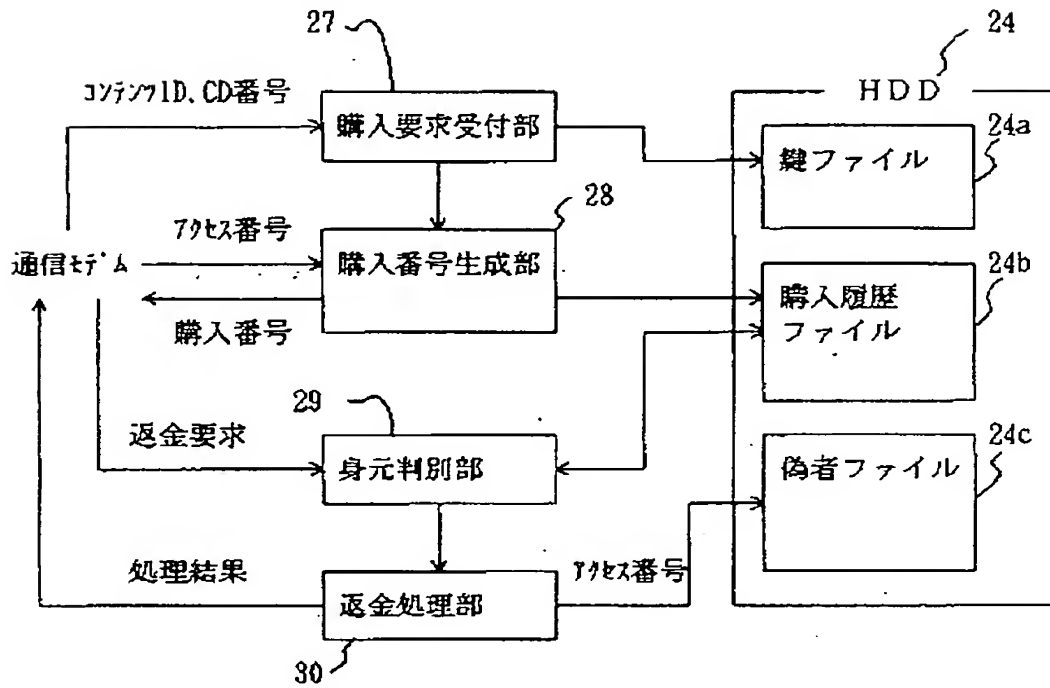 27
24
コンテンツID、CD番号
HDD
購入要求受付部
24a
鍵ファイル
28
アクセス番号
通信モデム
購入番号生成部
24b
購入履歴
ファイル
購入番号
29
返金要求
24c
身元判別部
偽者ファイル
処理結果
アクセス番号
返金処理部
30